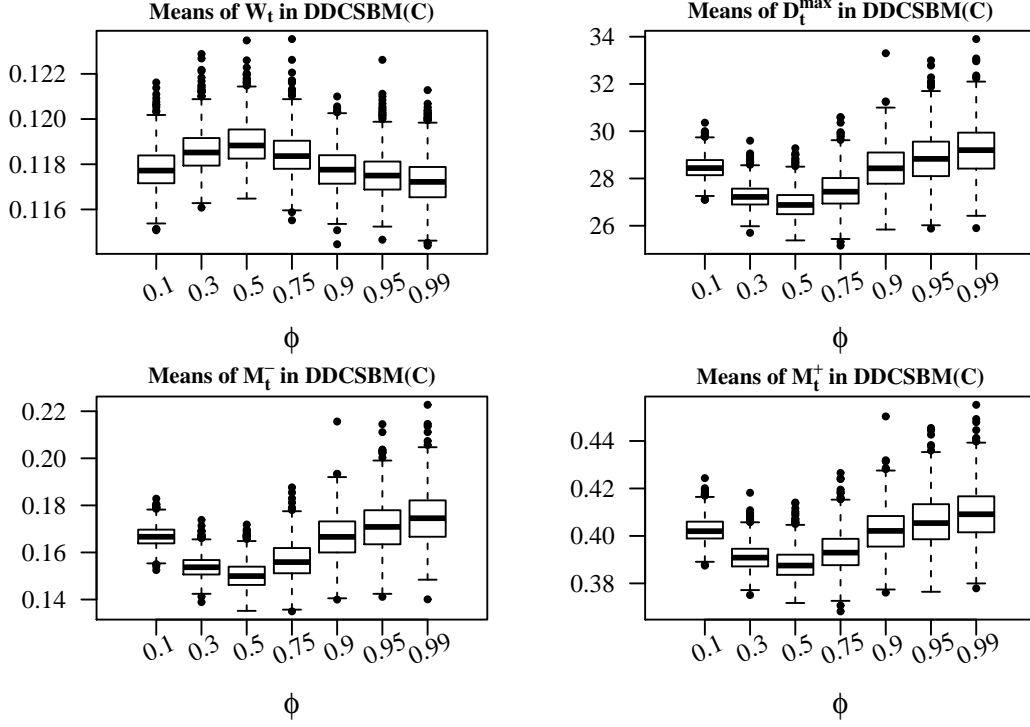 Means of W_t in DDCSBM(C)
0.122
0.120
0.118
0.116
0.1 0.3 0.5 0.75 0.9 0.95 0.99
ϕ
Means of D_t^max in DDCSBM(C)
34
32
30
28
26
0.1 0.3 0.5 0.75 0.9 0.95 0.99
ϕ
Means of M_t^− in DDCSBM(C)
0.22
0.20
0.18
0.16
0.14
0.1 0.3 0.5 0.75 0.9 0.95 0.99
ϕ
Means of M_t^+ in DDCSBM(C)
0.44
0.42
0.40
0.38
0.1 0.3 0.5 0.75 0.9 0.95 0.99
ϕ